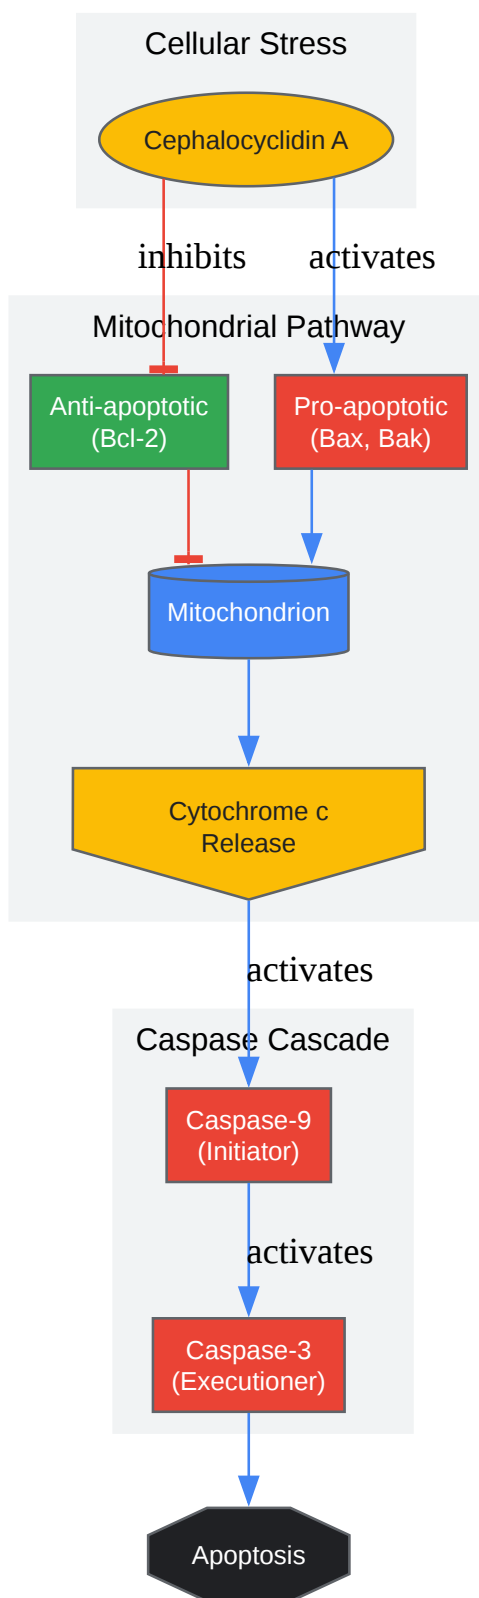 Cellular Stress
Cephalocyclidin A
inhibits
activates
Mitochondrial Pathway
Anti-apoptotic
(Bcl-2)
Pro-apoptotic
(Bax, Bak)
Mitochondrion
Cytochrome c
Release
activates
Caspase Cascade
Caspase-9
(Initiator)
activates
Caspase-3
(Executioner)
Apoptosis